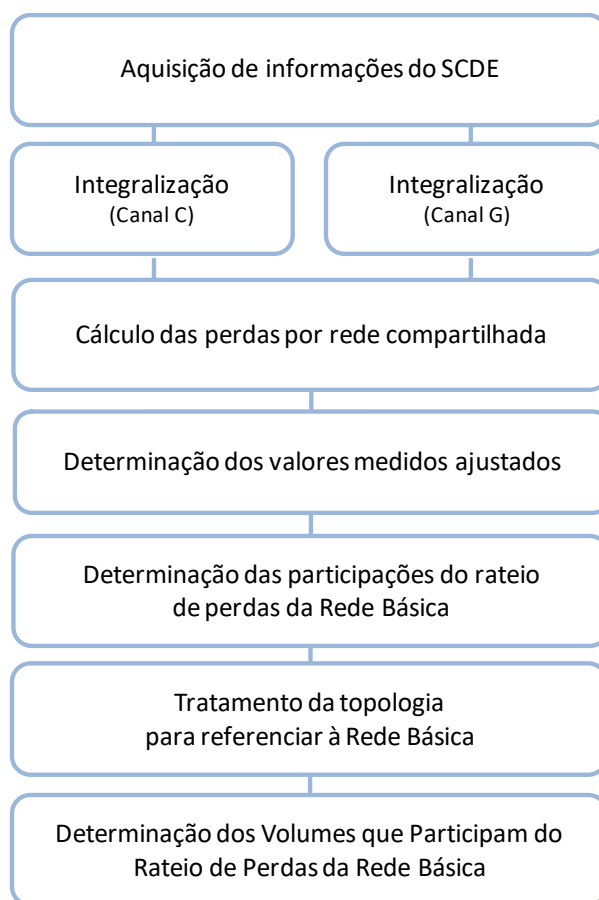 Aquisição de informações do SCDE
Integralização
(Canal C)
Integralização
(Canal G)
Cálculo das perdas por rede compartilhada
Determinação dos valores medidos ajustados
Determinação das participações do rateio
de perdas da Rede Básica
Tratamento da topologia
para referenciar à Rede Básica
Determinação dos Volumes que Participam do
Rateio de Perdas da Rede Básica